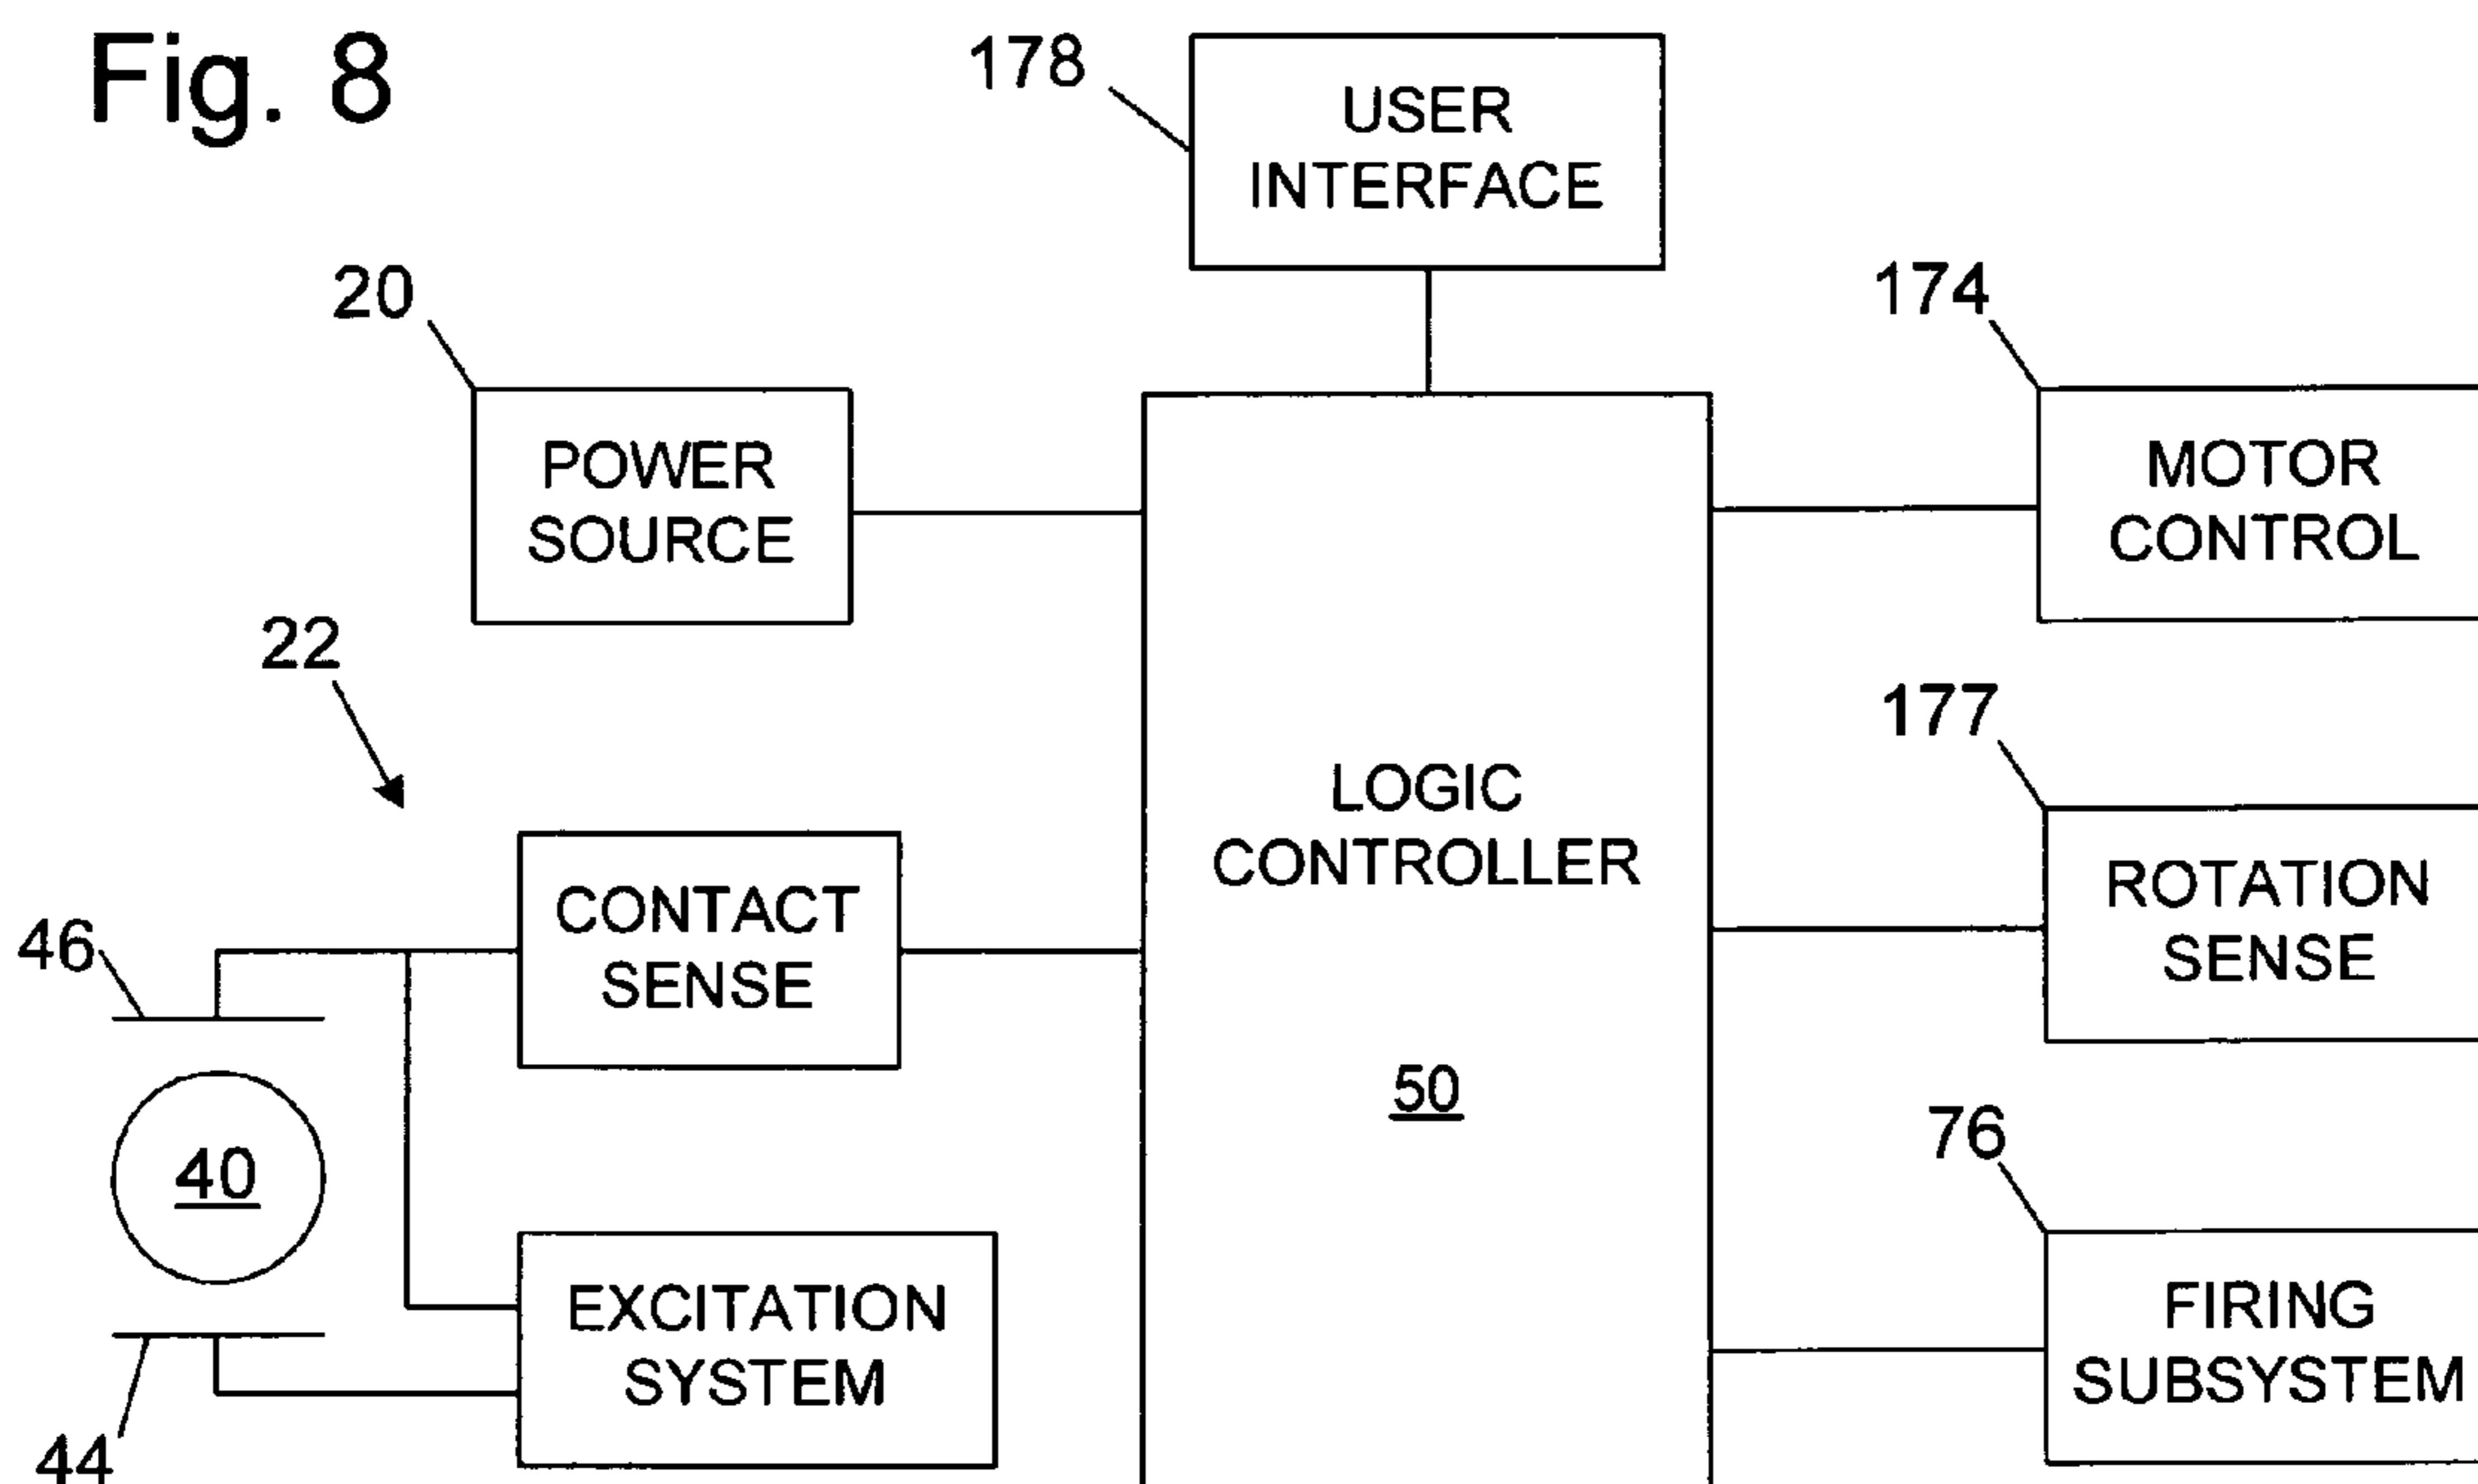 Fig. 8
178
USER
INTERFACE
20
174
POWER
SOURCE
MOTOR
CONTROL
22
177
LOGIC
CONTROLLER
50
CONTACT
SENSE
ROTATION
SENSE
46
40
76
EXCITATION
SYSTEM
FIRING
SUBSYSTEM
44